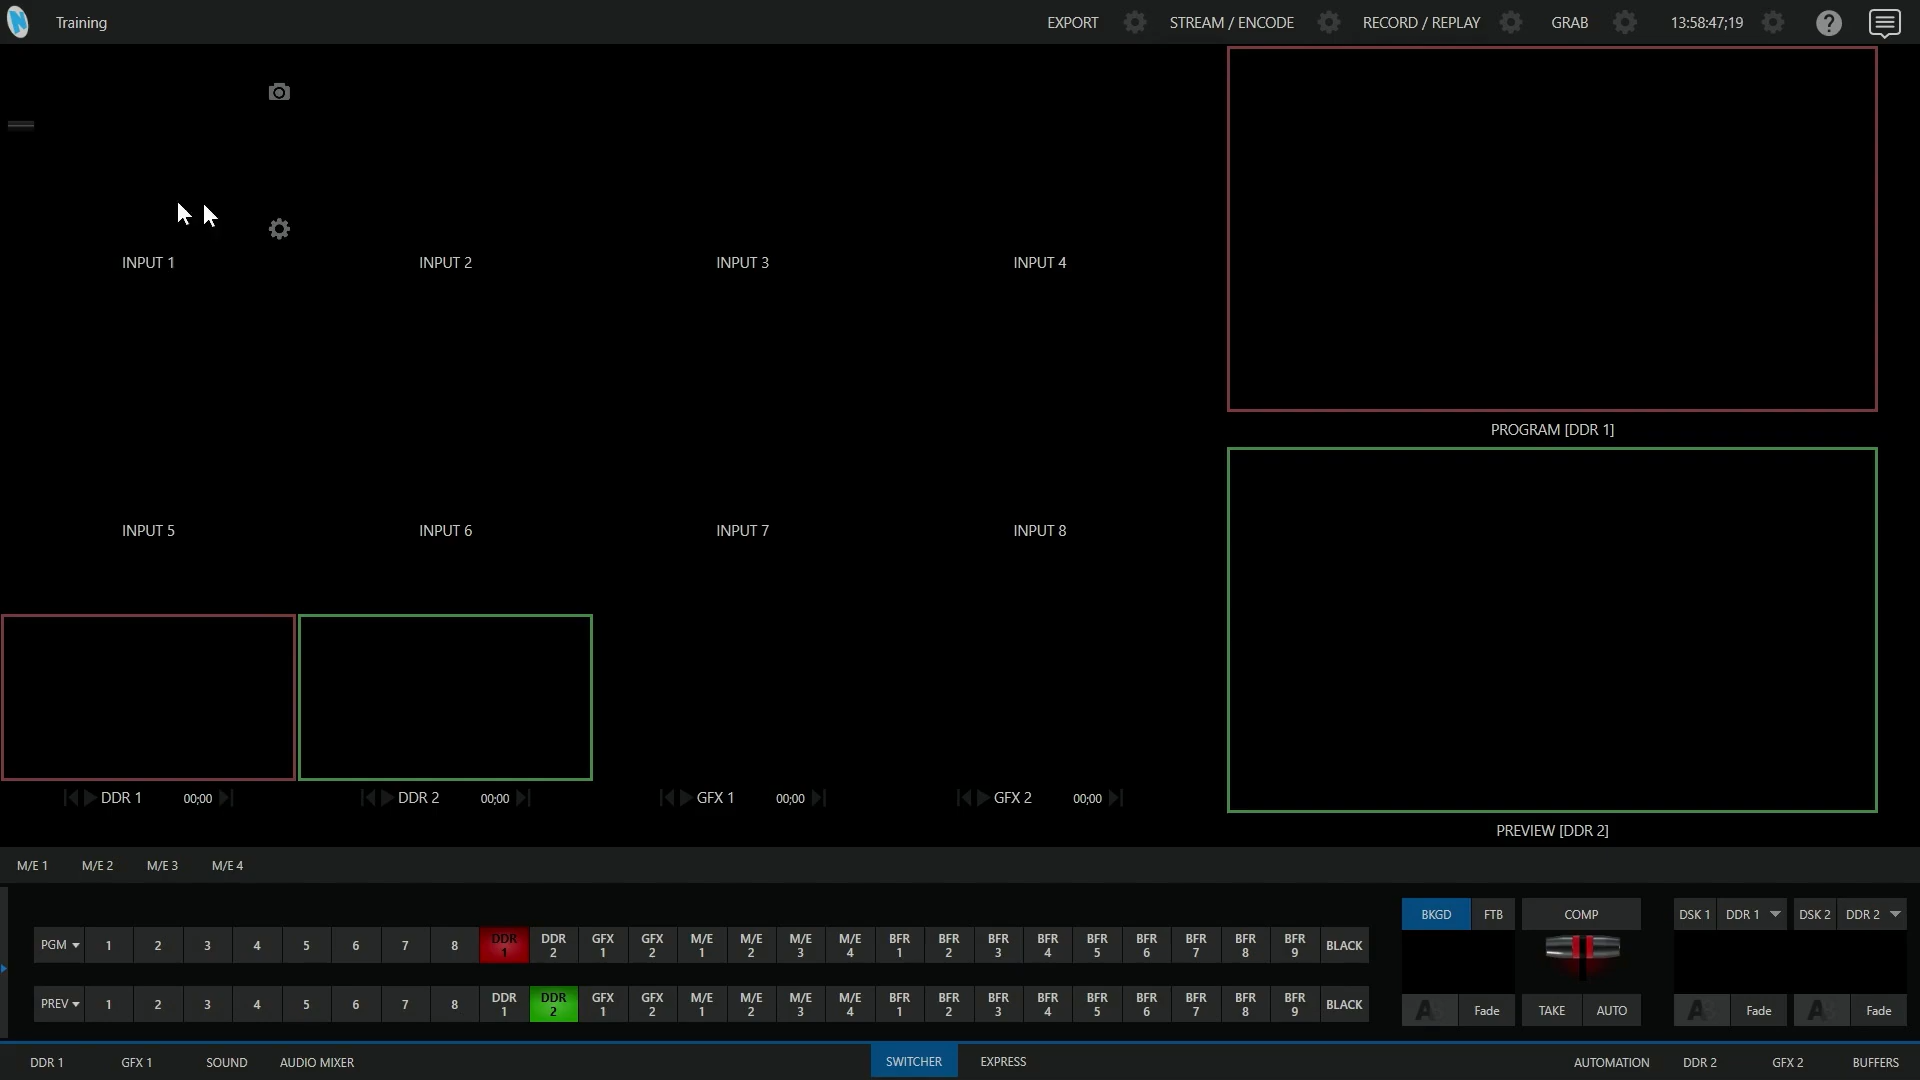 Training
EXPORT STREAM / ENCODE RECORD / REPLAY GRAB 13:58:47;19
INPUT 1 INPUT 2 INPUT 3 INPUT 4
PROGRAM [DDR 1]
INPUT 5 INPUT 6 INPUT 7 INPUT 8
DDR 1 00;00 DDR 2 00;00 GFX 1 00;00 GFX 2 00;00
PREVIEW [DDR 2]
M/E 1 M/E 2 M/E 3 M/E 4
BKGD FTB COMP DSK 1 DDR 1 DSK 2 DDR 2
PGM 1 2 3 4 5 6 7 8 DDR 1 DDR 2 GFX 1 GFX 2 M/E 1 M/E 2 M/E 3 M/E 4 BFR 1 BFR 2 BFR 3 BFR 4 BFR 5 BFR 6 BFR 7 BFR 8 BFR 9 BLACK
PREV 1 2 3 4 5 6 7 8 DDR 1 DDR 2 GFX 1 GFX 2 M/E 1 M/E 2 M/E 3 M/E 4 BFR 1 BFR 2 BFR 3 BFR 4 BFR 5 BFR 6 BFR 7 BFR 8 BFR 9 BLACK
Fade TAKE AUTO Fade Fade
DDR 1 GFX 1 SOUND AUDIO MIXER SWITCHER EXPRESS AUTOMATION DDR 2 GFX 2 BUFFERS